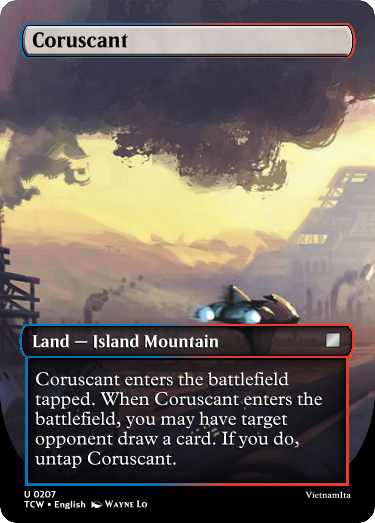 Coruscant
Land — Island Mountain
Coruscant enters the battlefield
tapped. When Coruscant enters the
battlefield, you may have target
opponent draw a card. If you do,
untap Coruscant.
U 0207
TCW • English Wayne Lo
VietnamIta